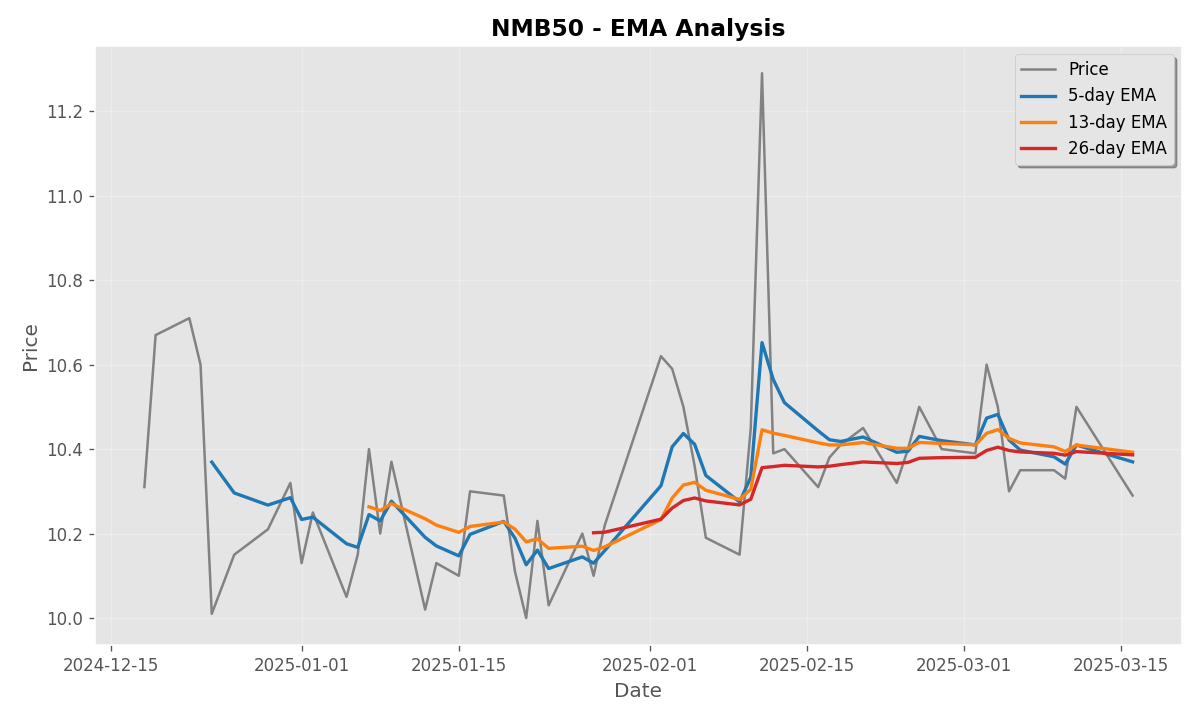 NMB50 - EMA Analysis
Price
5-day EMA
13-day EMA
26-day EMA
Price
11.2
11.0
10.8
10.6
10.4
10.2
10.0
2024-12-15
2025-01-01
2025-01-15
2025-02-01
2025-02-15
2025-03-01
2025-03-15
Date